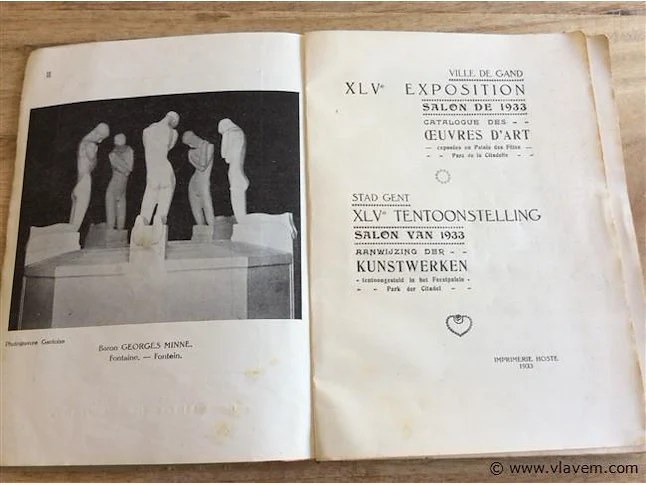 Photogravure Gantoise
Baron GEORGES MINNE.
Fontaine. — Fontein.
VILLE DE GAND
XLVe EXPOSITION
SALON DE 1933
CATALOGUE DES - -
ŒUVRES D'ART
— exposées au Palais des Fêtes —
- - Parc de la Citadelle - -
STAD GENT
XLVe TENTOONSTELLING
SALON VAN 1933
AANWIJZING DER - -
KUNSTWERKEN
- tentoongesteld in het Feestpaleis -
- - Park der Citadel - -
IMPRIMERIE HOSTE
1933
© www.vlavem.com